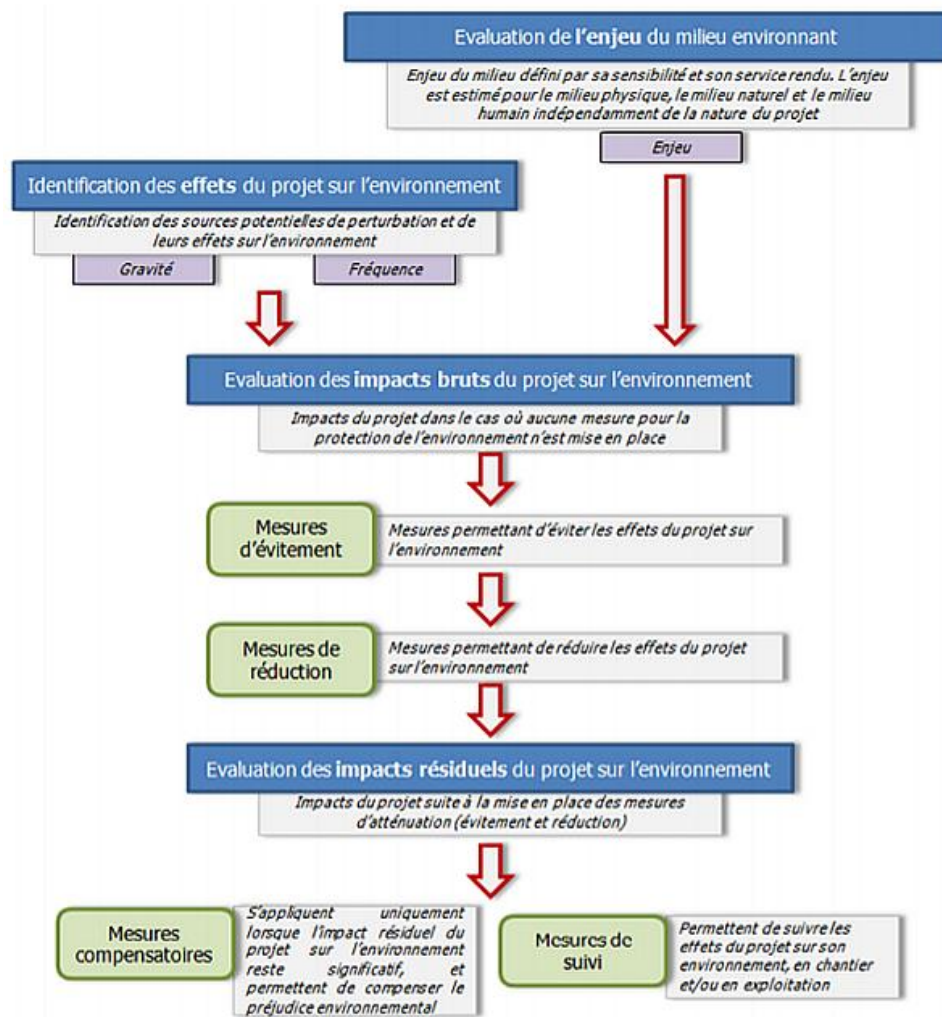 Evaluation de l'enjeu du milieu environnant
Enjeu du milieu défini par sa sensibilité et son service rendu. L'enjeu
est estimé pour le milieu physique, le milieu naturel et le milieu
humain indépendamment de la nature du projet
Enjeu
Identification des effets du projet sur l'environnement
Identification des sources potentielles de perturbation et de
leurs effets sur l'environnement
Gravité
Fréquence
Evaluation des impacts bruts du projet sur l'environnement
Impacts du projet dans le cas où aucune mesure pour la
protection de l'environnement n'est mise en place
Mesures
d'évitement
Mesures permettant d'éviter les effets du projet sur
l'environnement
Mesures de
réduction
Mesures permettant de réduire les effets du projet
sur l'environnement
Evaluation des impacts résiduels du projet sur l'environnement
Impacts du projet suite à la mise en place des mesures
d'atténuation (évitement et réduction)
Mesures
compensatoires
S'appliquent uniquement
lorsque l'impact résiduel du
projet sur l'environnement
reste significatif, et
permettent de compenser le
préjudice environnemental
Mesures de
suivi
Permettent de suivre les
effets du projet sur son
environnement, en chantier
et/ou en exploitation